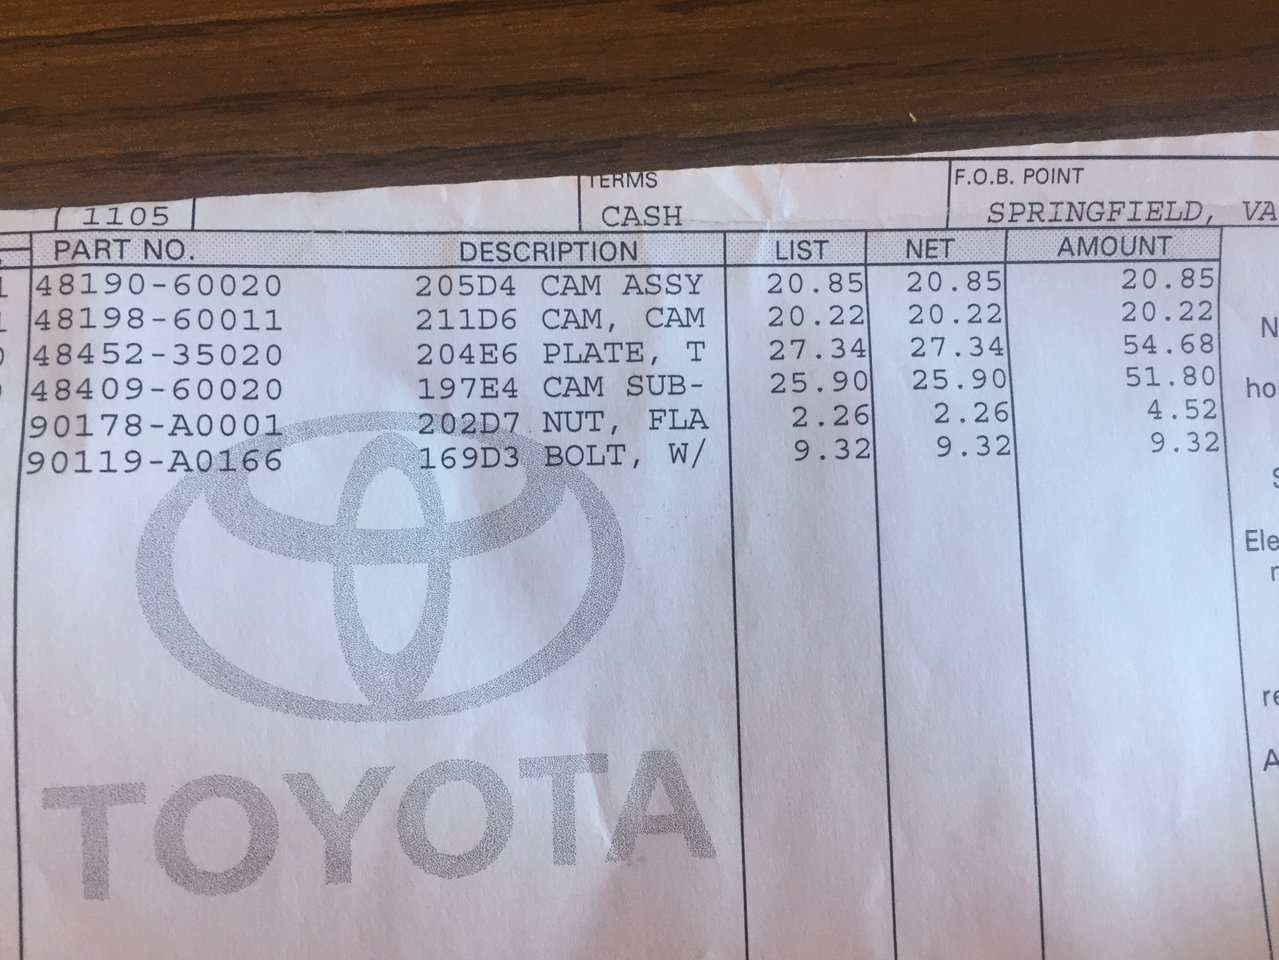 TERMS F.O.B. POINT
1105 CASH SPRINGFIELD, VA
PART NO. DESCRIPTION LIST NET AMOUNT
48190-60020 205D4 CAM ASSY 20.85 20.85 20.85
48198-60011 211D6 CAM, CAM 20.22 20.22 20.22
48452-35020 204E6 PLATE, T 27.34 27.34 54.68
48409-60020 197E4 CAM SUB- 25.90 25.90 51.80
90178-A0001 202D7 NUT, FLA 2.26 2.26 4.52
90119-A0166 169D3 BOLT, W/ 9.32 9.32 9.32
TOYOTA
N
ho
Ele
re
A